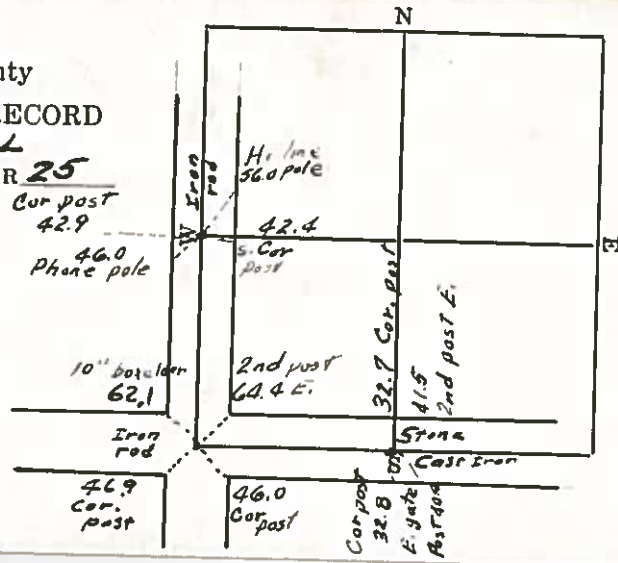 N
nty
RECORD
L
R 25
Cor. post
42.9
46.0
Phone pole
W
Iron
rod
Hi line
56.0 pole
42.4
S. Cor
post
E
10" boxelder
62.1
2nd post
64.4 E.
32.7 Cor. post
41.5
2nd post E.
Iron
rod
Stone
S
Cast Iron
46.9
Cor.
post
46.0
Cor
post
Cor post
32.8
E. gate
Post